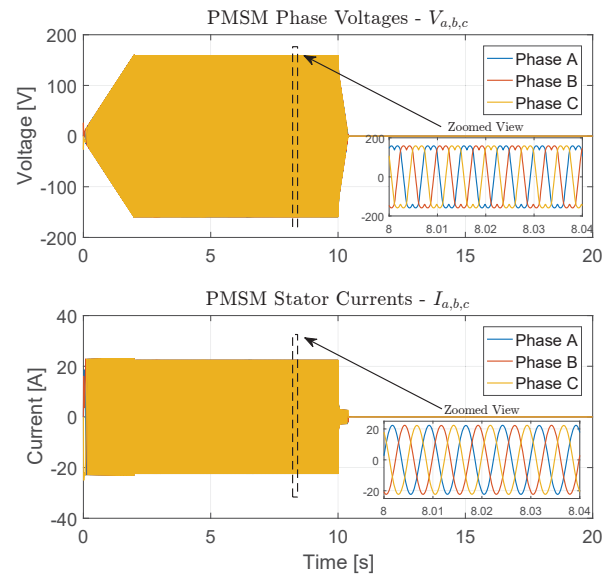 PMSM Phase Voltages - V_{a,b,c}
200
100
0
-100
-200
Voltage [V]
Phase A
Phase B
Phase C
Zoomed View
200
0
-200
8 8.01 8.02 8.03 8.04
0 5 10 15 20
PMSM Stator Currents - I_{a,b,c}
40
20
0
-20
-40
Current [A]
Phase A
Phase B
Phase C
Zoomed View
20
0
-20
8 8.01 8.02 8.03 8.04
0 5 10 15 20
Time [s]